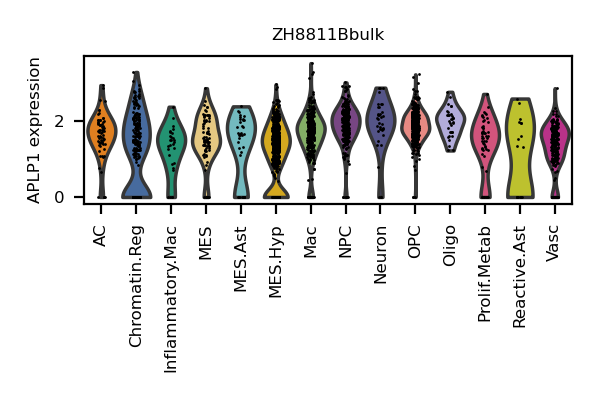 ZH8811Bbulk
APLP1 expression
2
0
AC
Chromatin.Reg
Inflammatory.Mac
MES
MES.Ast
MES.Hyp
Mac
NPC
Neuron
OPC
Oligo
Prolif.Metab
Reactive.Ast
Vasc